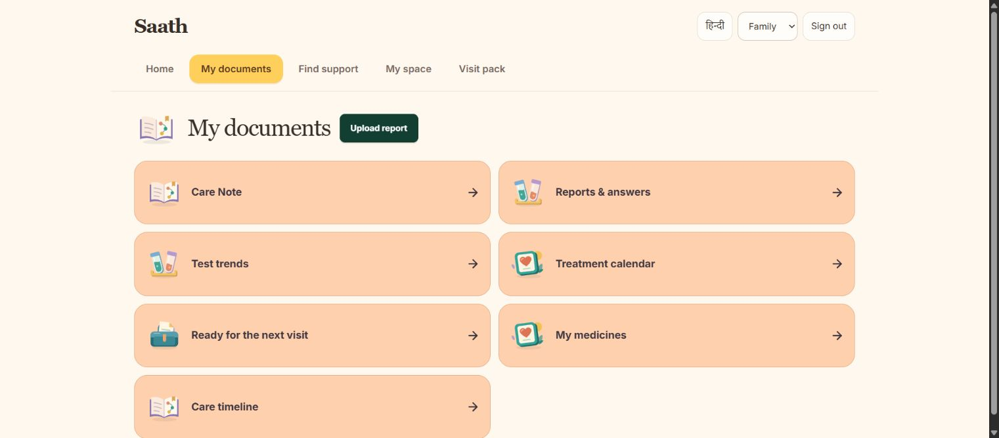 Saath
हिन्दी
Family
Sign out
Home
My documents
Find support
My space
Visit pack
My documents
Upload report
Care Note
Reports & answers
Test trends
Treatment calendar
Ready for the next visit
My medicines
Care timeline